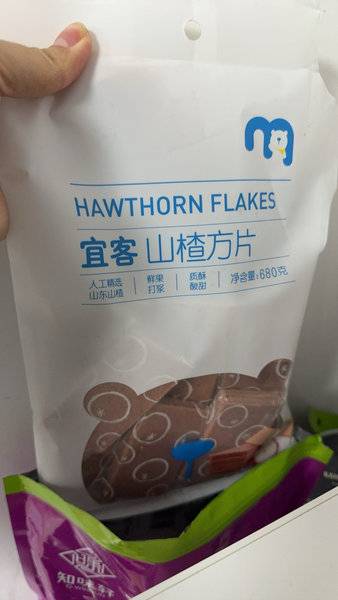 HAWTHORN FLAKES
宜客 山楂方片
人工精选 鲜果 质酥 净含量:680克
山东山楂 打浆 酸甜
知味轩